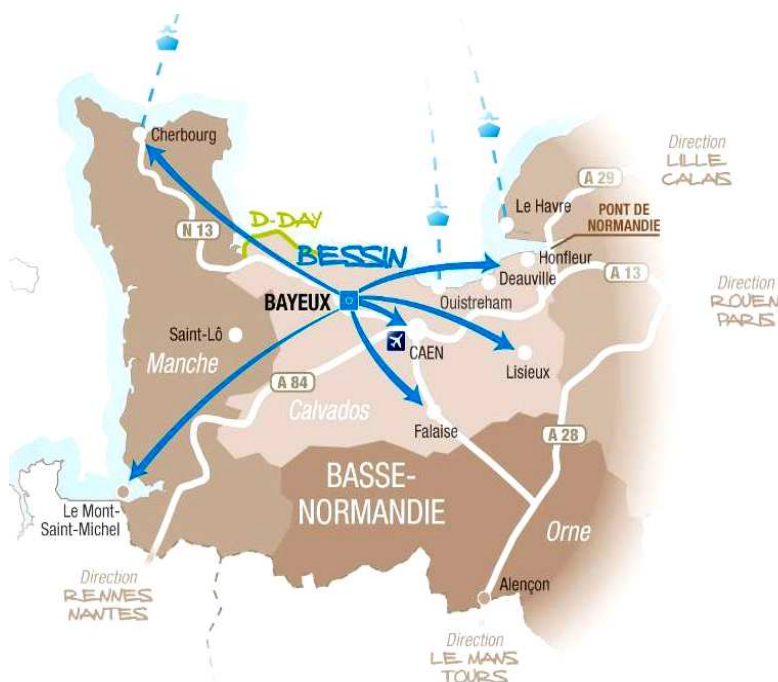 Cherbourg
Direction
LILLE
CALAIS
A 29
Le Havre
PONT DE
NORMANDIE
N 13
D-DAY
BESSIN
Honfleur
Deauville
A 13
Direction
ROUEN
PARIS
BAYEUX
Ouistreham
Saint-Lô
CAEN
Manche
Lisieux
A 84
Calvados
Falaise
A 28
BASSE-
NORMANDIE
Le Mont-
Saint-Michel
Orne
Direction
RENNES
NANTES
Alençon
Direction
LE MANS
TOURS